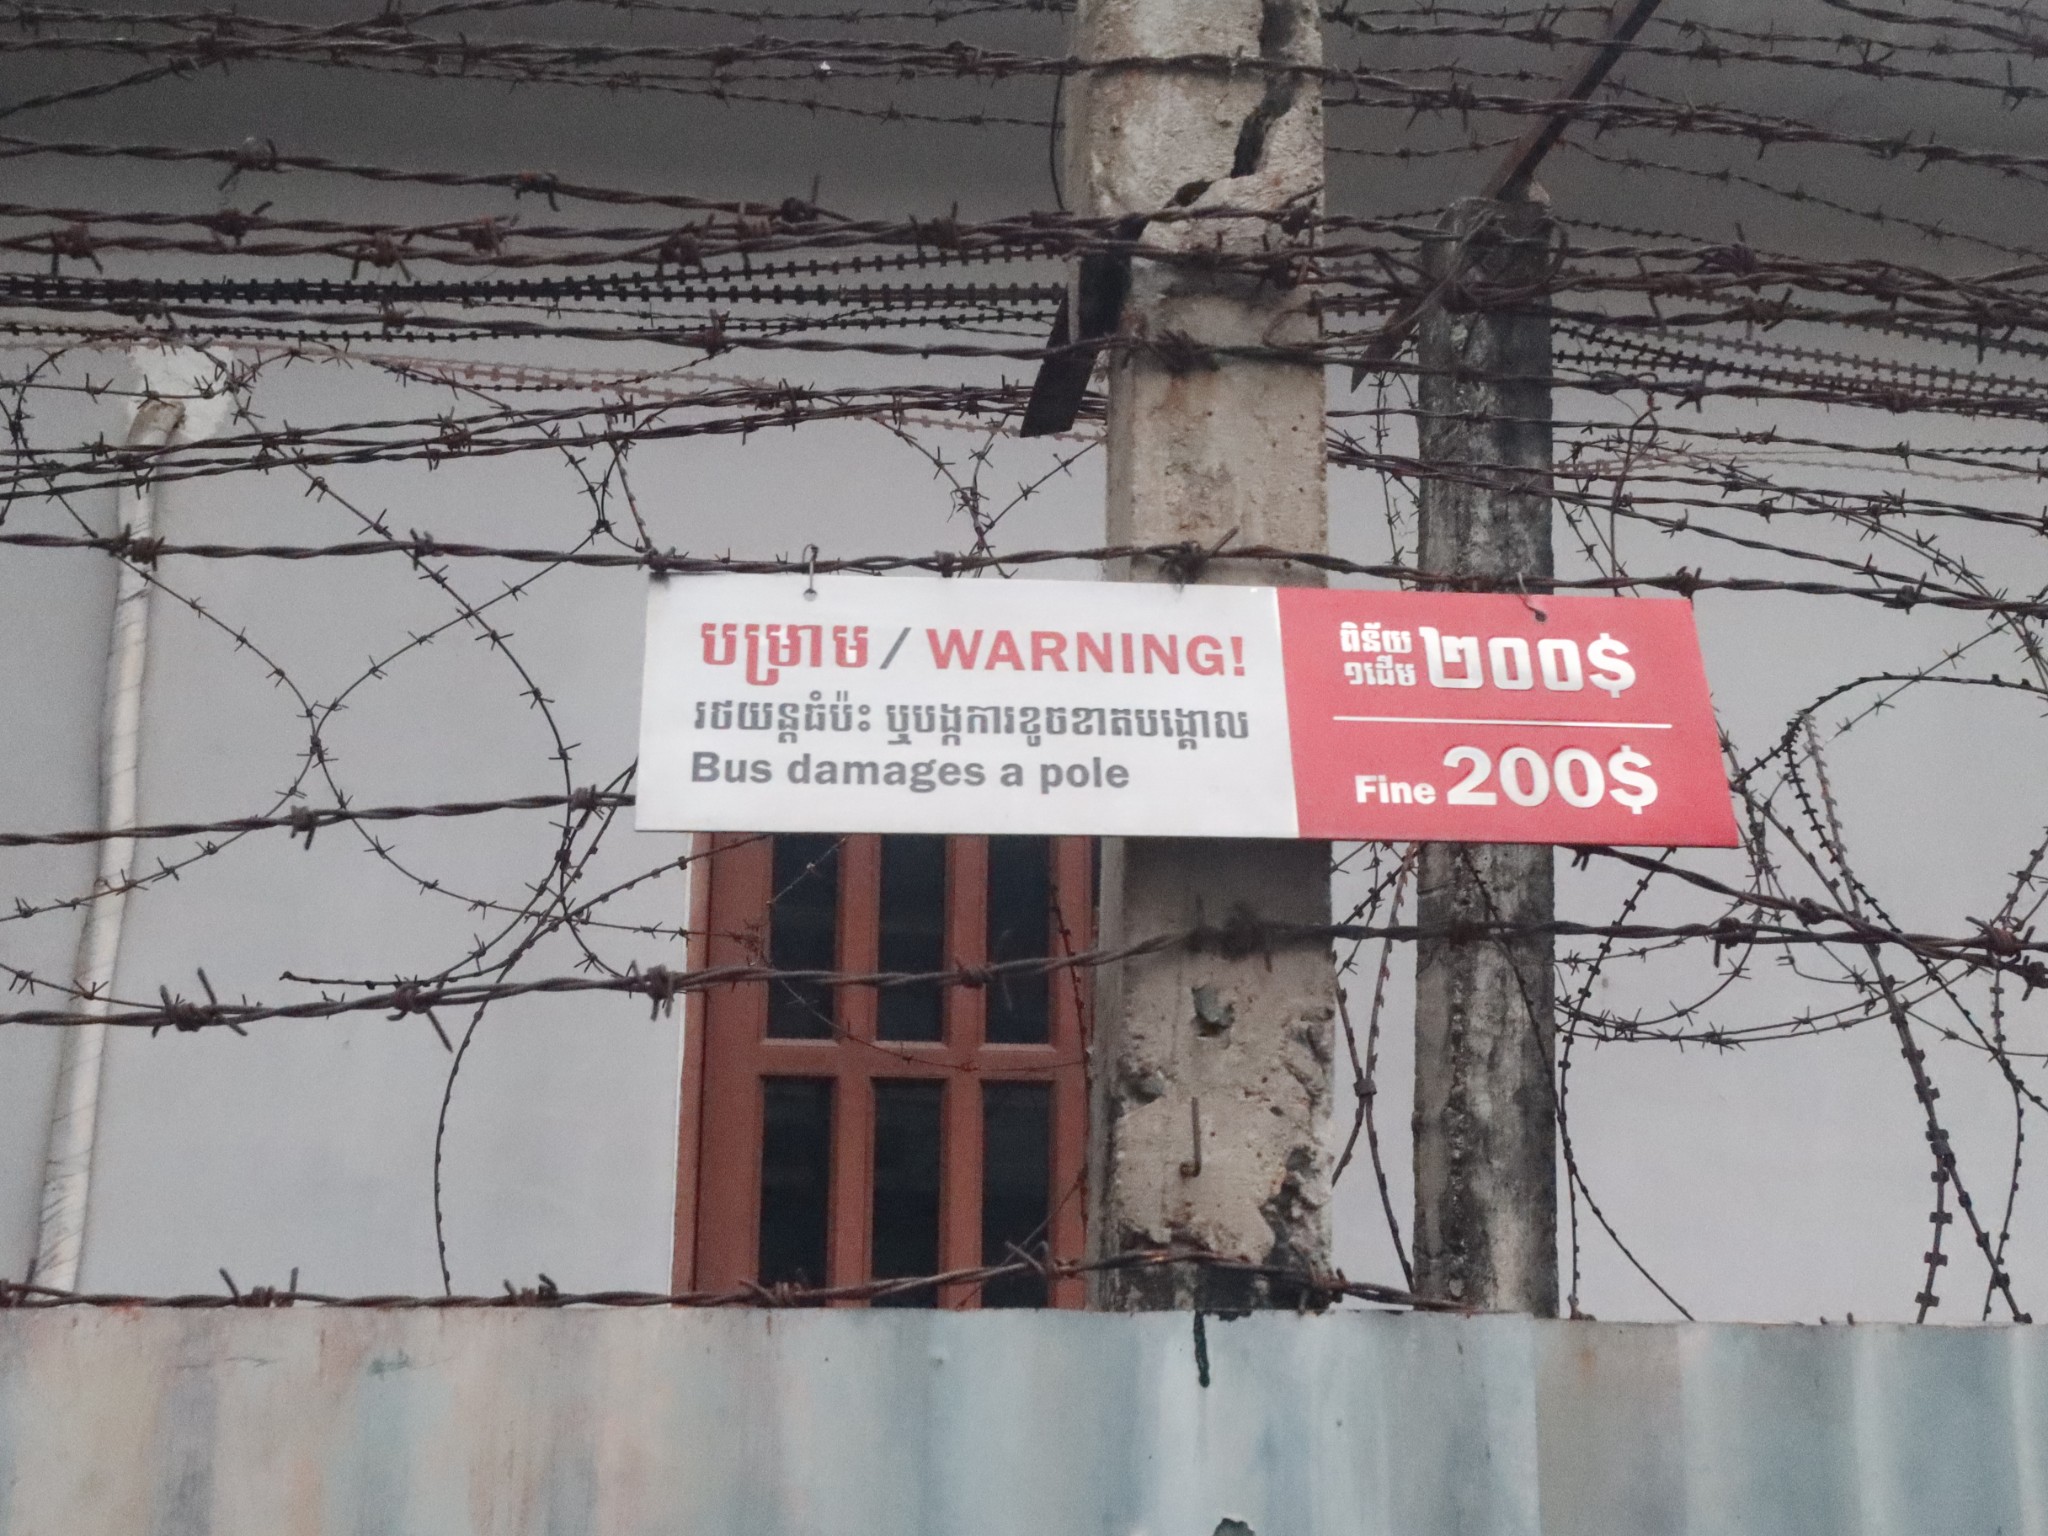 បម្រាម / WARNING!
រថយន្តធំប៉ះ ឬបង្កការខូចខាតបង្គោល
Bus damages a pole
ពិន័យ
១ដើម ២០០$
Fine 200$